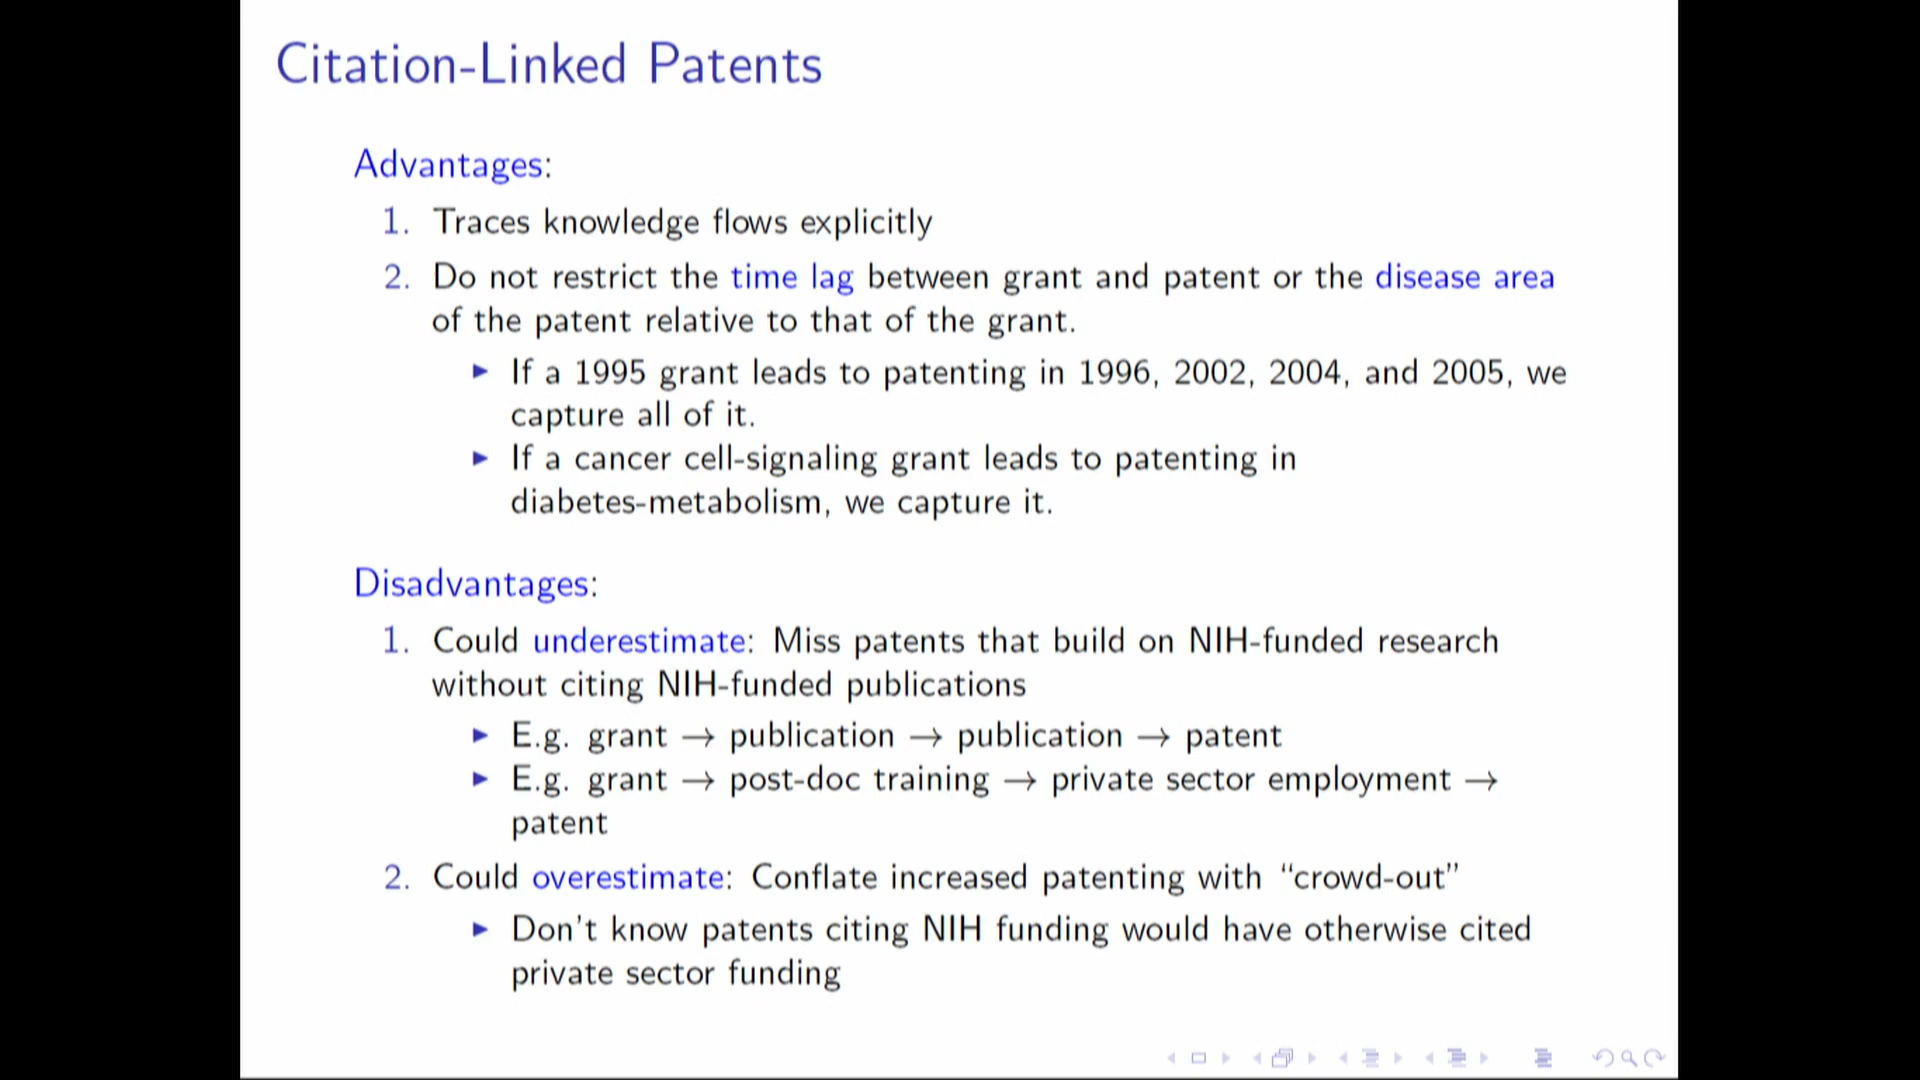 Citation-Linked Patents
Advantages:
1. Traces knowledge flows explicitly
2. Do not restrict the time lag between grant and patent or the disease area
of the patent relative to that of the grant.
▶ If a 1995 grant leads to patenting in 1996, 2002, 2004, and 2005, we
capture all of it.
▶ If a cancer cell-signaling grant leads to patenting in
diabetes-metabolism, we capture it.
Disadvantages:
1. Could underestimate: Miss patents that build on NIH-funded research
without citing NIH-funded publications
▶ E.g. grant → publication → publication → patent
▶ E.g. grant → post-doc training → private sector employment →
patent
2. Could overestimate: Conflate increased patenting with “crowd-out”
▶ Don't know patents citing NIH funding would have otherwise cited
private sector funding